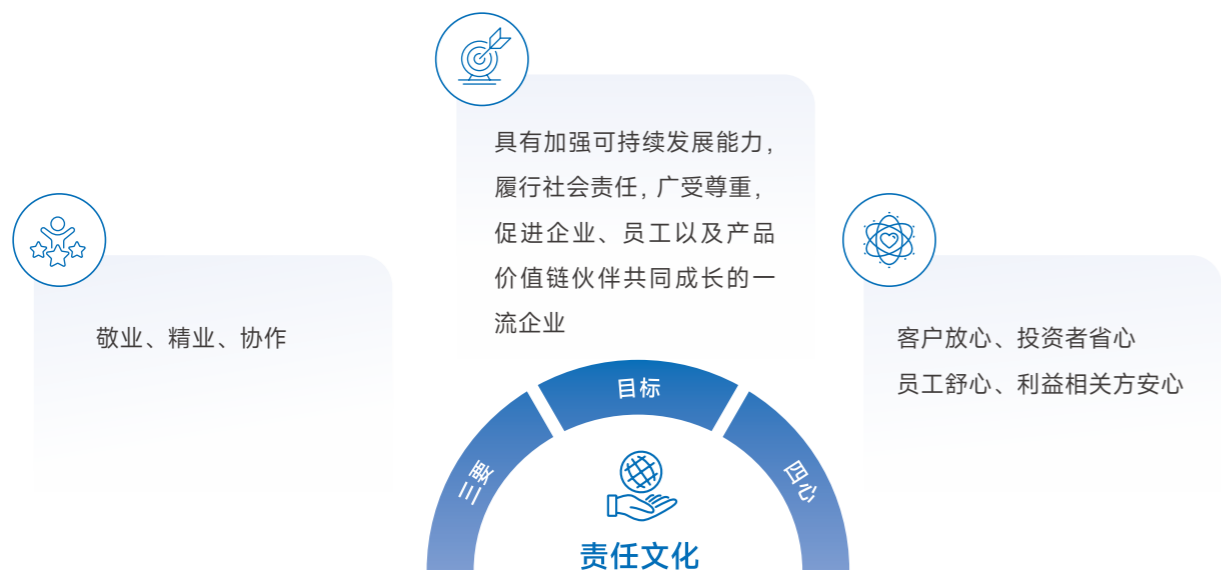 具有加强可持续发展能力，
履行社会责任，广受尊重，
促进企业、员工以及产品
价值链伙伴共同成长的一
流企业
敬业、精业、协作
客户放心、投资者省心
员工舒心、利益相关方安心
目标
三要
四心
责任文化